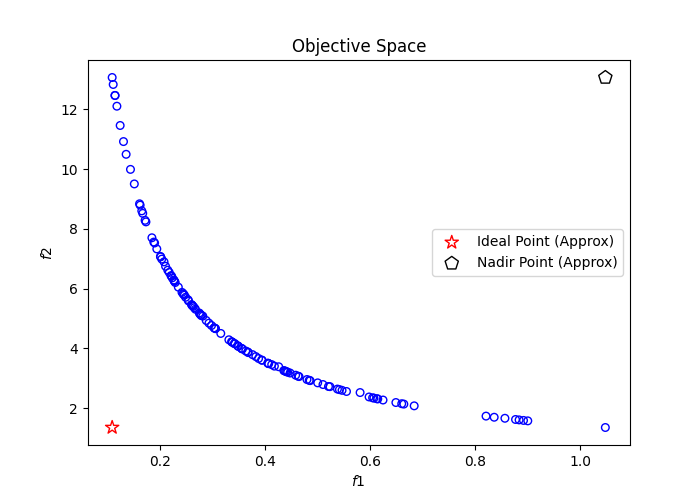 Objective Space
12
10
8
6
4
2
f2
Ideal Point (Approx)
Nadir Point (Approx)
0.2 0.4 0.6 0.8 1.0
f1